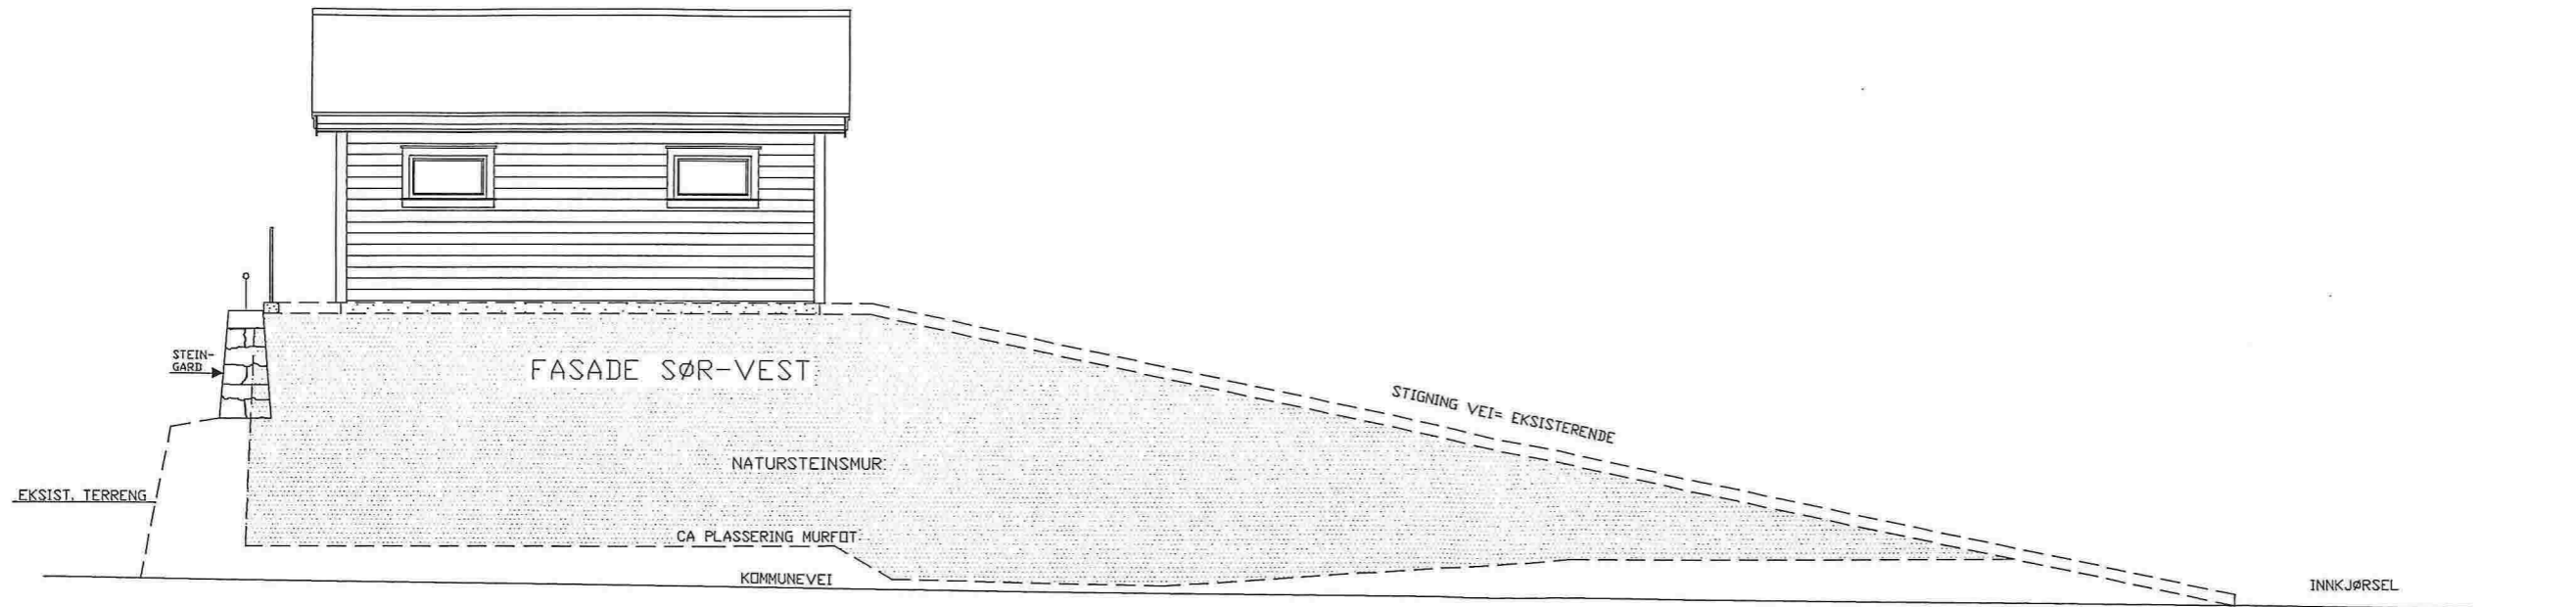 STEIN-
GARD
FASADE SØR-VEST
STIGNING VEI= EKSISTERENDE
NATURSTEINSMUR
EKSIST. TERRENG
CA PLASSERING MURFOT
KOMMUNEVEI
INNKJØRSEL